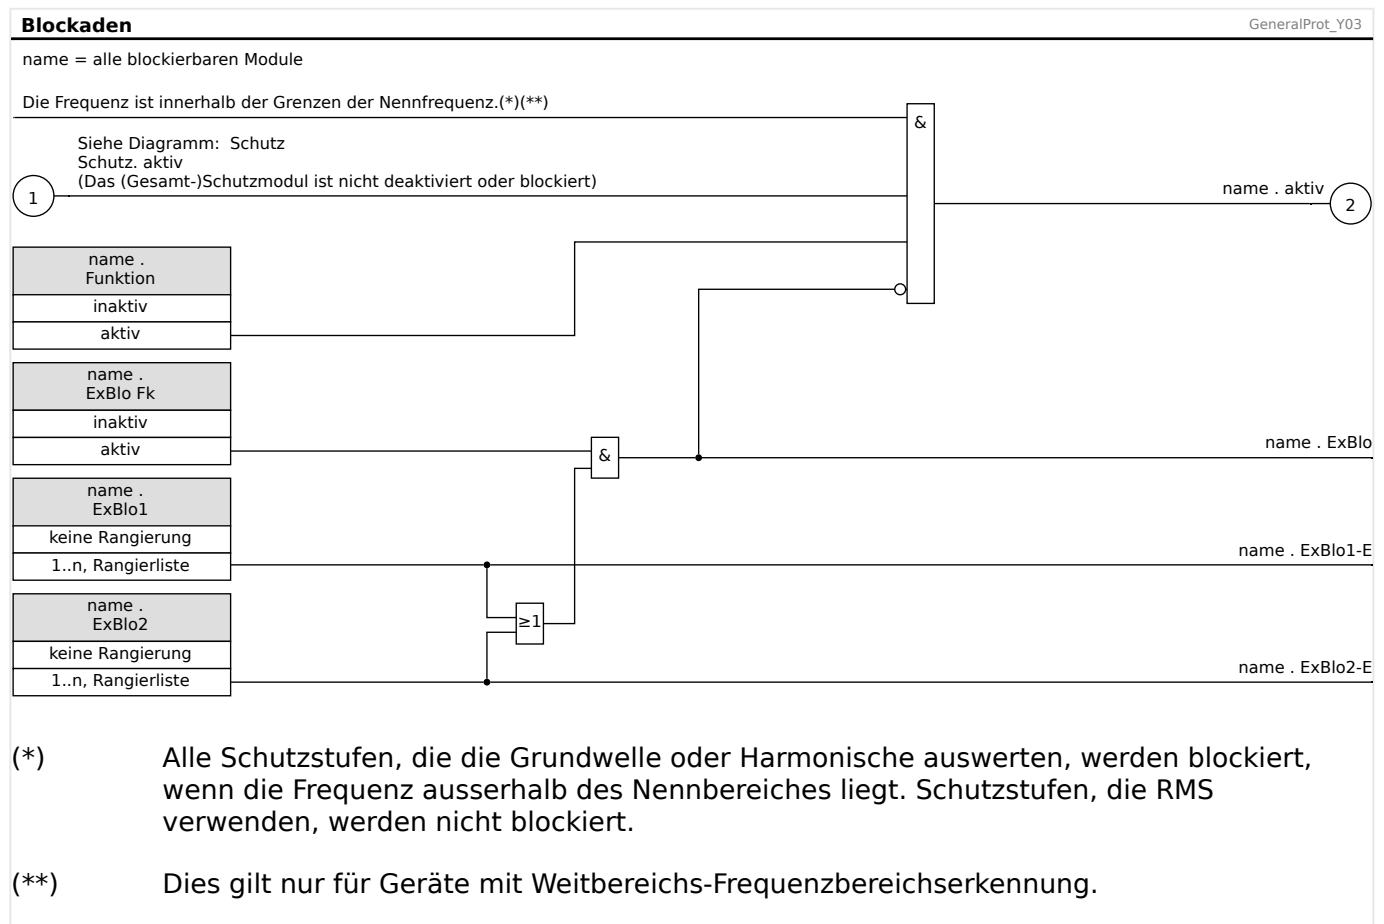 Blockaden
GeneralProt_Y03
name = alle blockierbaren Module
Die Frequenz ist innerhalb der Grenzen der Nennfrequenz.(*)(**)
&
Siehe Diagramm:  Schutz
Schutz. aktiv
(Das (Gesamt-)Schutzmodul ist nicht deaktiviert oder blockiert)
1
name . aktiv
2
name .
Funktion
inaktiv
aktiv
name .
ExBlo Fk
inaktiv
aktiv
&
name . ExBlo
name .
ExBlo1
keine Rangierung
1..n, Rangierliste
name . ExBlo1-E
name .
ExBlo2
≥1
keine Rangierung
1..n, Rangierliste
name . ExBlo2-E
(*) Alle Schutzstufen, die die Grundwelle oder Harmonische auswerten, werden blockiert,
wenn die Frequenz ausserhalb des Nennbereiches liegt. Schutzstufen, die RMS
verwenden, werden nicht blockiert.
(**) Dies gilt nur für Geräte mit Weitbereichs-Frequenzbereichserkennung.